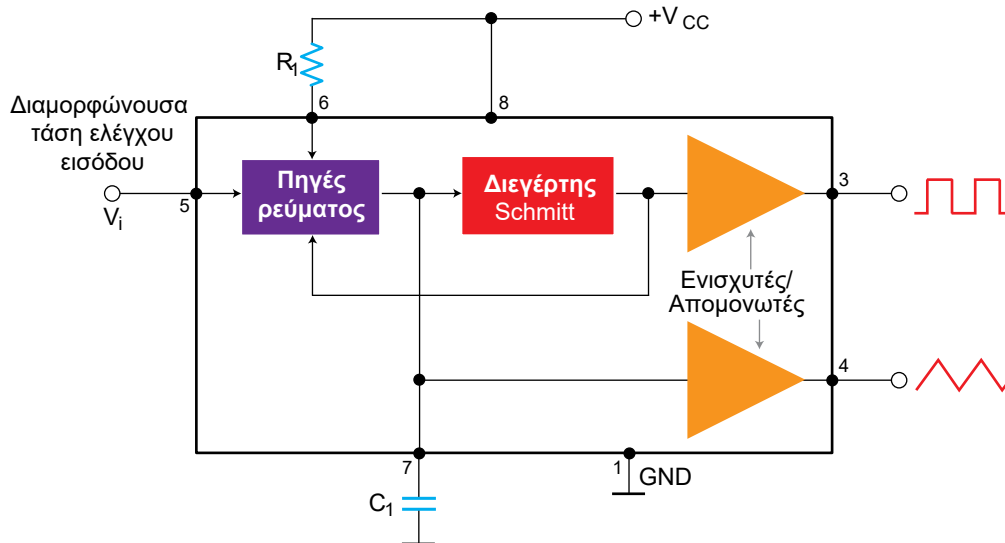 +V CC
R1
6
8
Διαμορφώνουσα
τάση ελέγχου
εισόδου
Πηγές
ρεύματος
Διεγέρτης
Schmitt
3
5
Vi
Ενισχυτές/
Απομονωτές
4
7
1
GND
C1